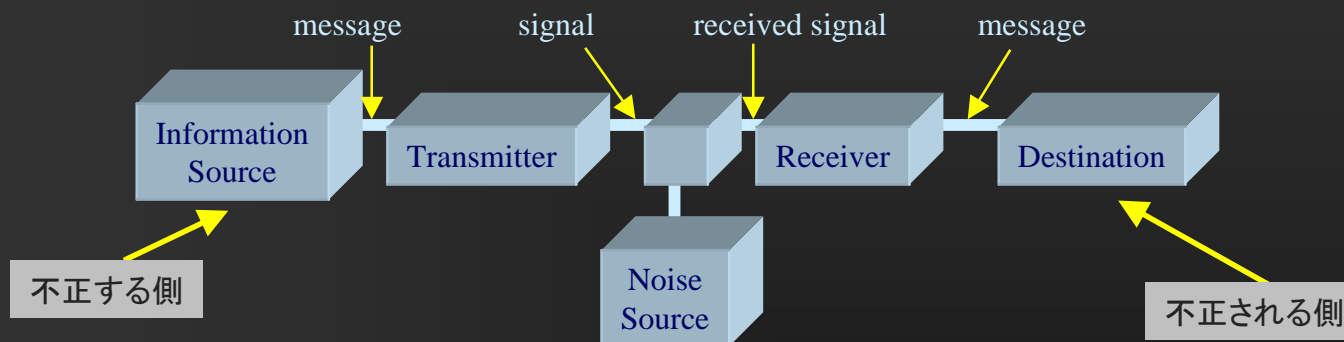 message
signal
received signal
message
Information
Source
Transmitter
Receiver
Destination
不正する側
Noise
Source
不正される側